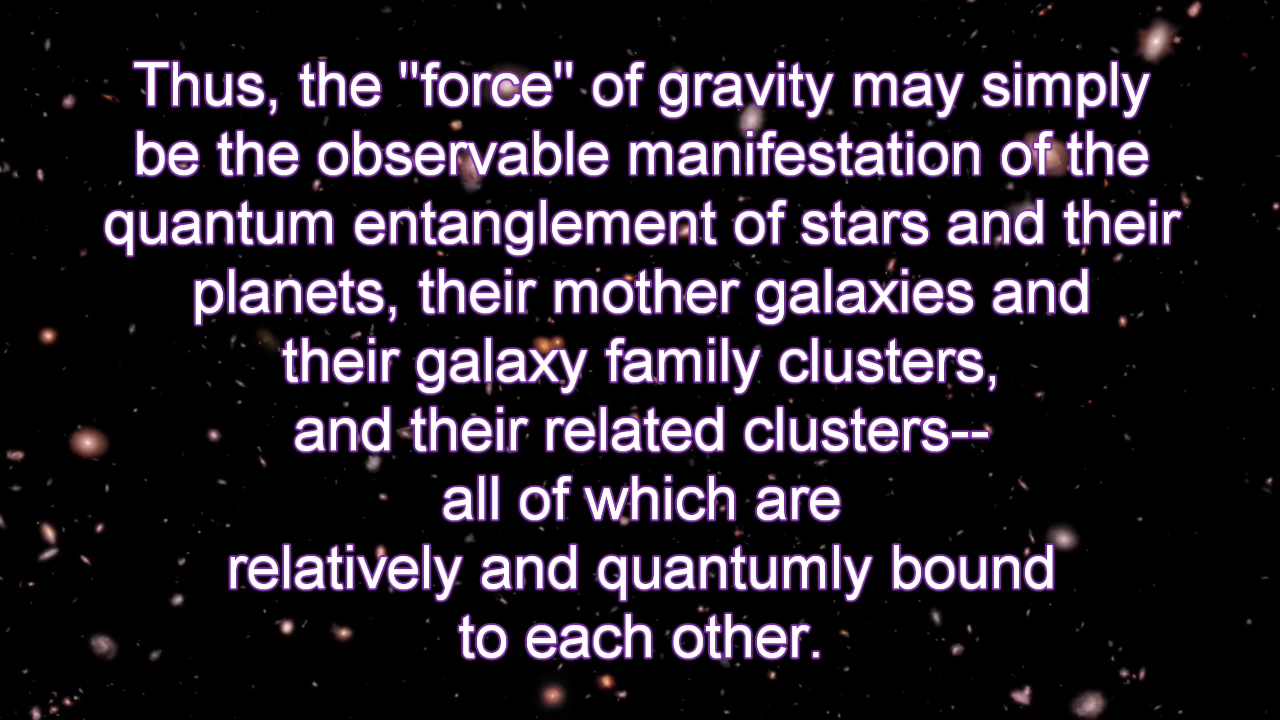 Thus, the "force" of gravity may simply
be the observable manifestation of the
quantum entanglement of stars and their
planets, their mother galaxies and
their galaxy family clusters,
and their related clusters--
all of which are
relatively and quantumly bound
to each other.